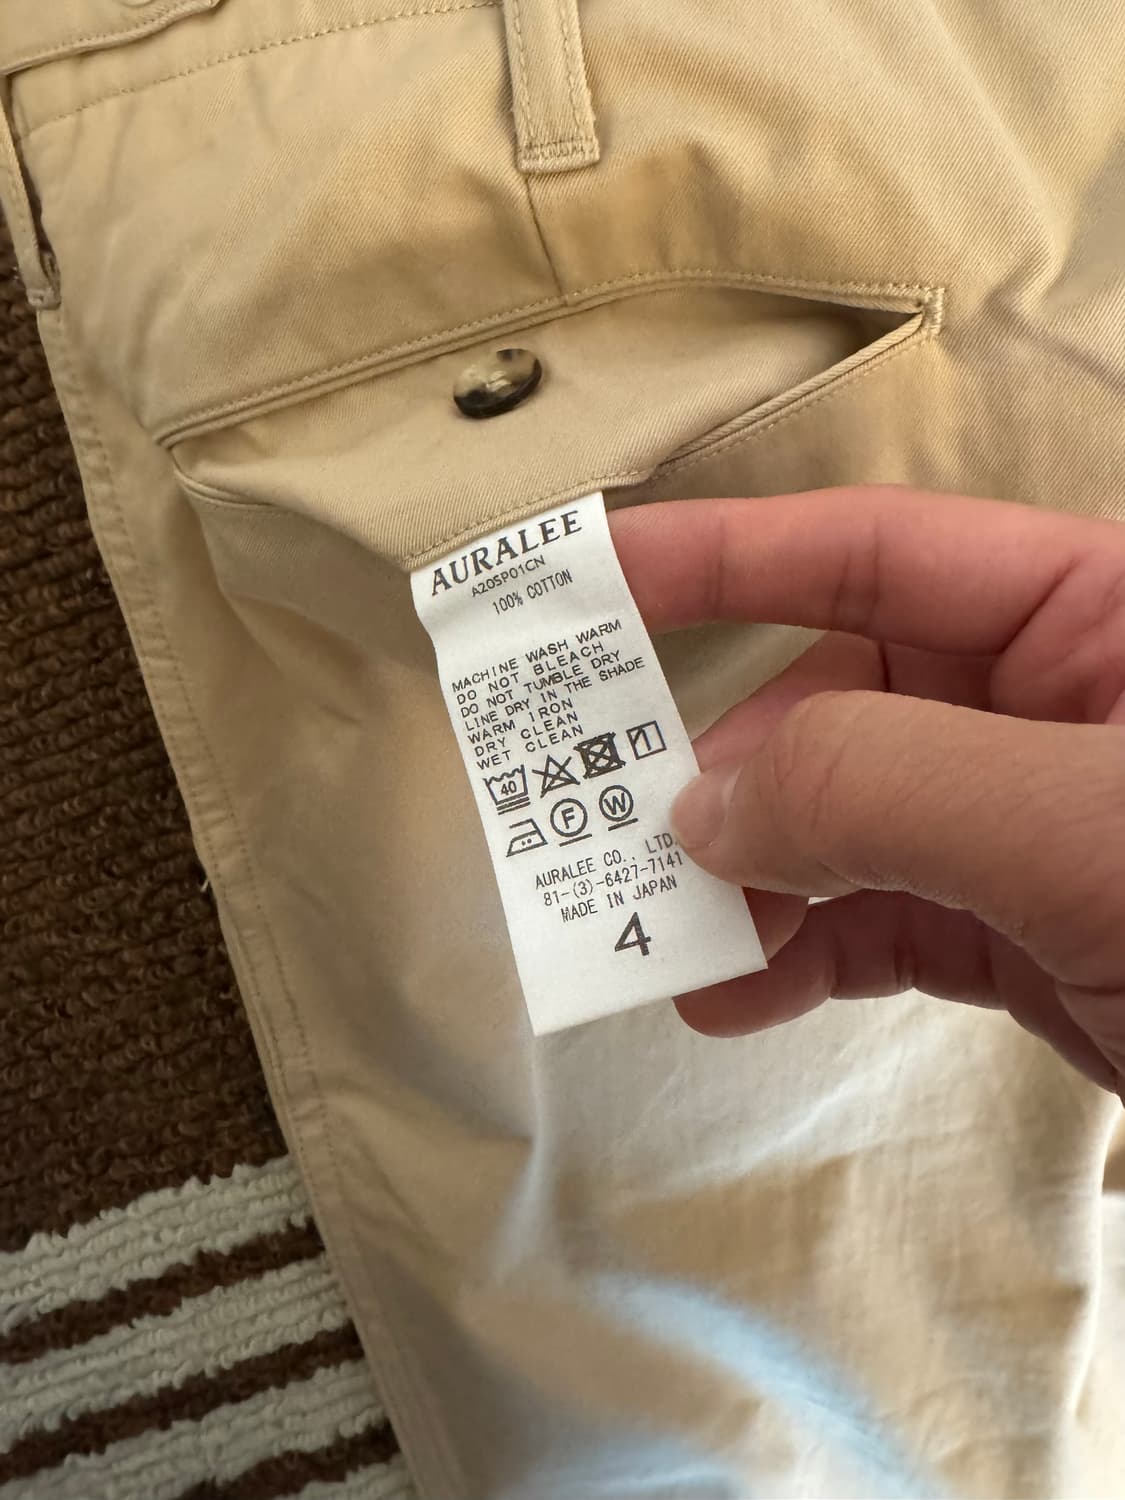 AURALEE
A20SP01CN
100% COTTON
MACHINE WASH WARM
DO NOT BLEACH
DO NOT TUMBLE DRY
LINE DRY IN THE SHADE
WARM IRON
DRY CLEAN
WET CLEAN
40
F W
AURALEE CO., LTD.
81-(3)-6427-7141
MADE IN JAPAN
4